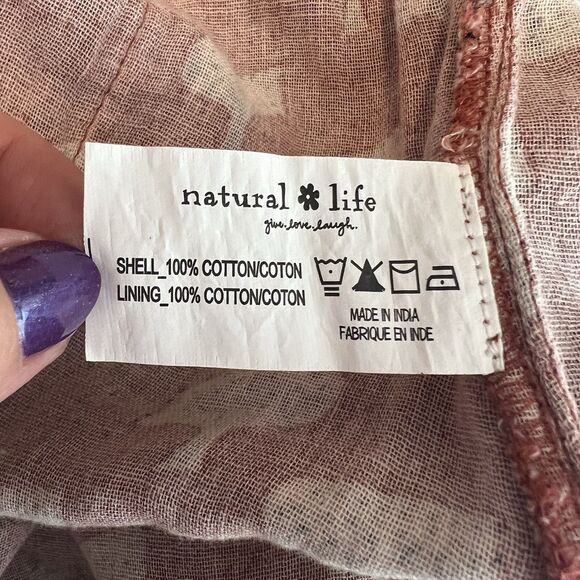 natural life
give.love.laugh.
SHELL_100% COTTON/COTON
LINING_100% COTTON/COTON
MADE IN INDIA
FABRIQUE EN INDE